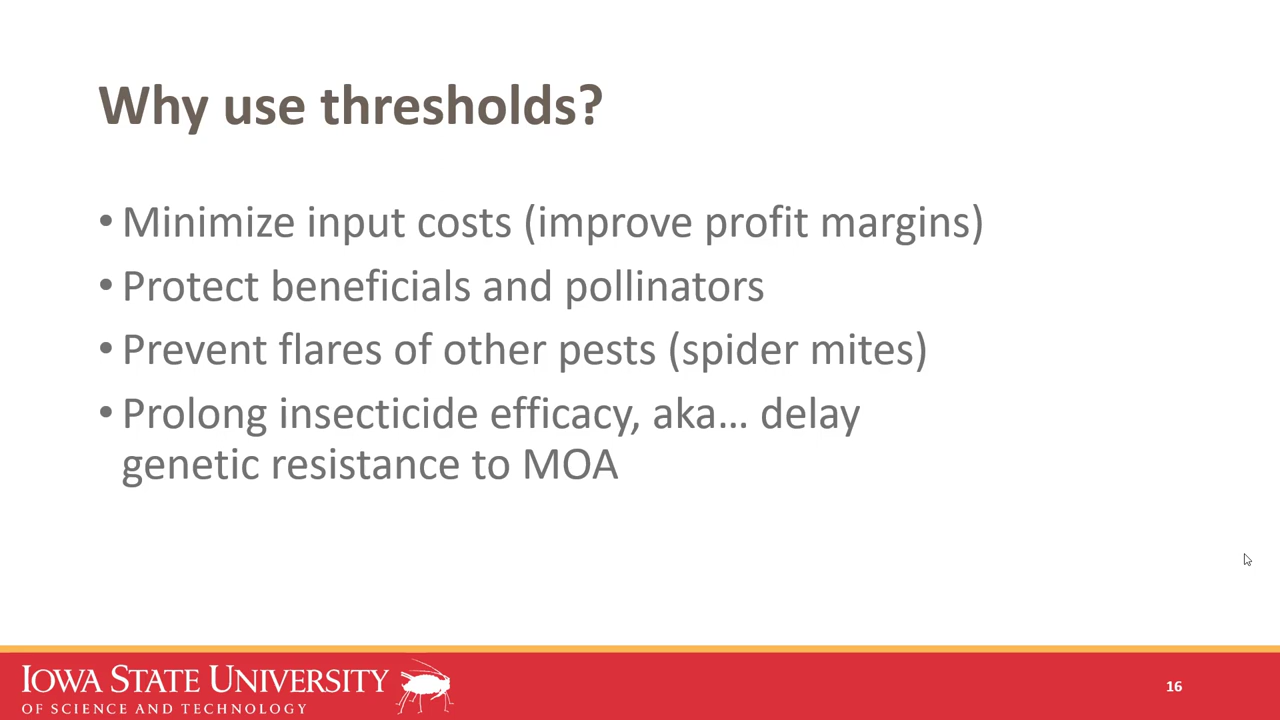 Why use thresholds?
• Minimize input costs (improve profit margins)
• Protect beneficials and pollinators
• Prevent flares of other pests (spider mites)
• Prolong insecticide efficacy, aka… delay
genetic resistance to MOA
IOWA STATE UNIVERSITY
OF SCIENCE AND TECHNOLOGY
16